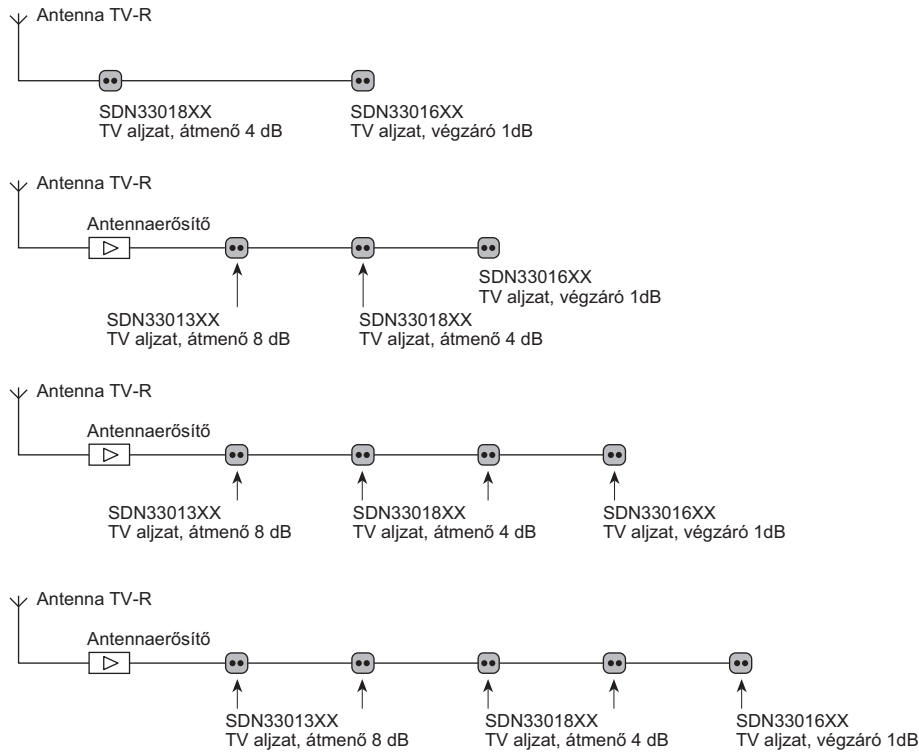 Antenna TV-R
SDN33018XX
TV aljzat, átmenő 4 dB
SDN33016XX
TV aljzat, végzáró 1dB
Antenna TV-R
Antennaerősítő
SDN33016XX
TV aljzat, végzáró 1dB
SDN33013XX
TV aljzat, átmenő 8 dB
SDN33018XX
TV aljzat, átmenő 4 dB
Antenna TV-R
Antennaerősítő
SDN33013XX
TV aljzat, átmenő 8 dB
SDN33018XX
TV aljzat, átmenő 4 dB
SDN33016XX
TV aljzat, végzáró 1dB
Antenna TV-R
Antennaerősítő
SDN33013XX
TV aljzat, átmenő 8 dB
SDN33018XX
TV aljzat, átmenő 4 dB
SDN33016XX
TV aljzat, végzáró 1dB